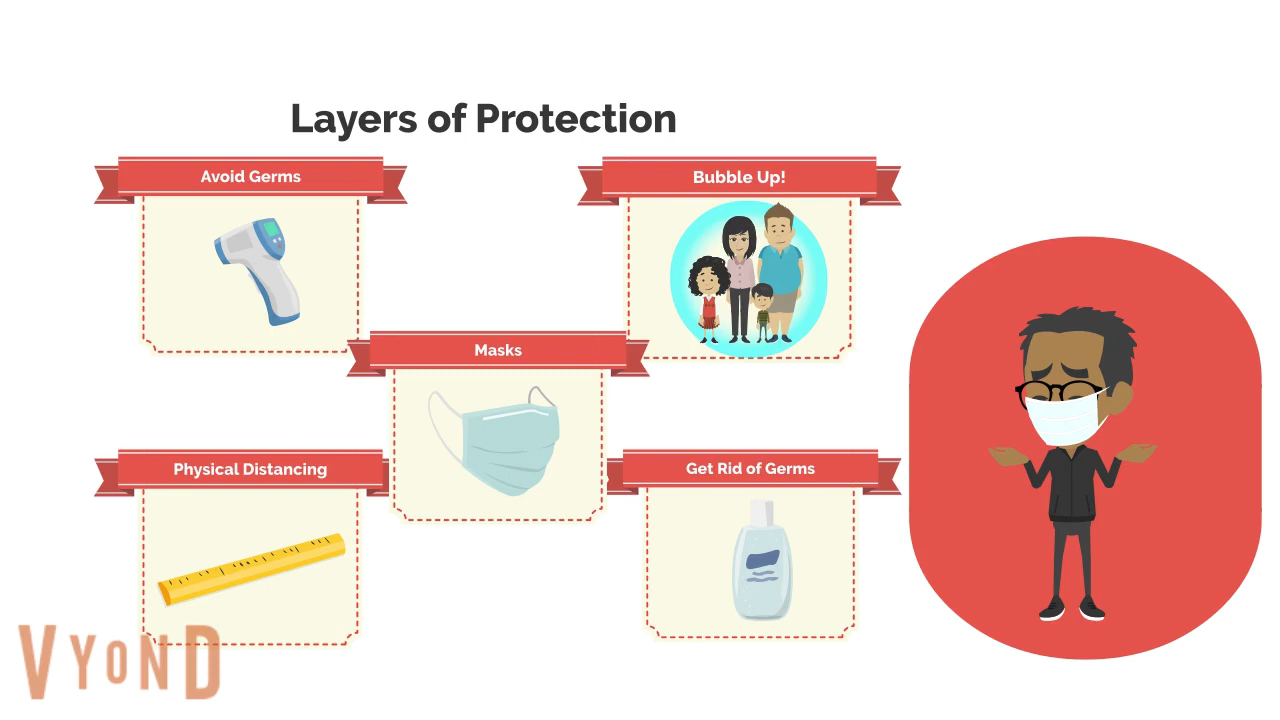 Layers of Protection
Avoid Germs
Bubble Up!
Masks
Physical Distancing
Get Rid of Germs
VYOND